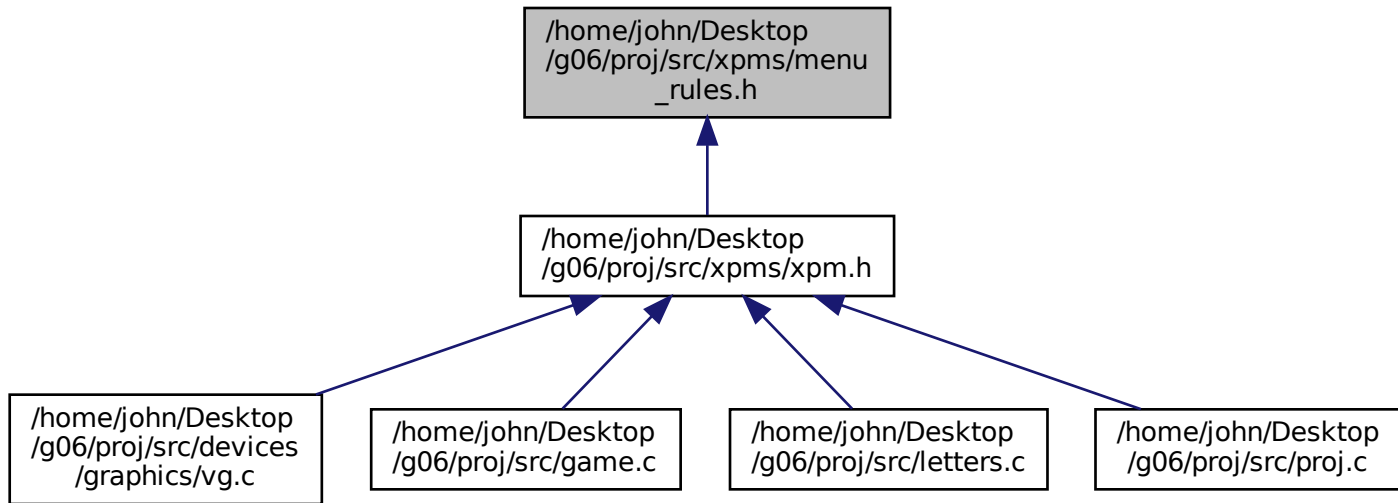 /home/john/Desktop
/g06/proj/src/xpms/menu
_rules.h
/home/john/Desktop
/g06/proj/src/xpms/xpm.h
/home/john/Desktop
/g06/proj/src/devices
/graphics/vg.c
/home/john/Desktop
/g06/proj/src/game.c
/home/john/Desktop
/g06/proj/src/letters.c
/home/john/Desktop
/g06/proj/src/proj.c